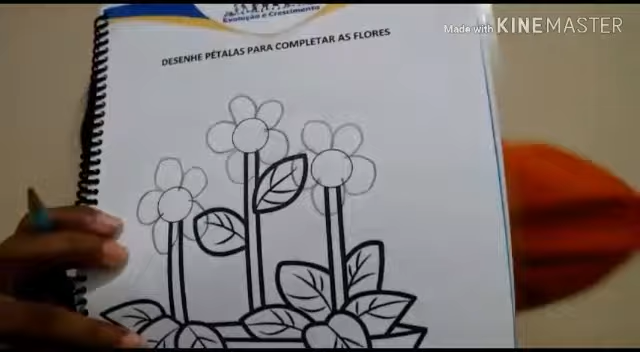 Evolução e Crescimento
Made with KINEMASTER
DESENHE PÉTALAS PARA COMPLETAR AS FLORES